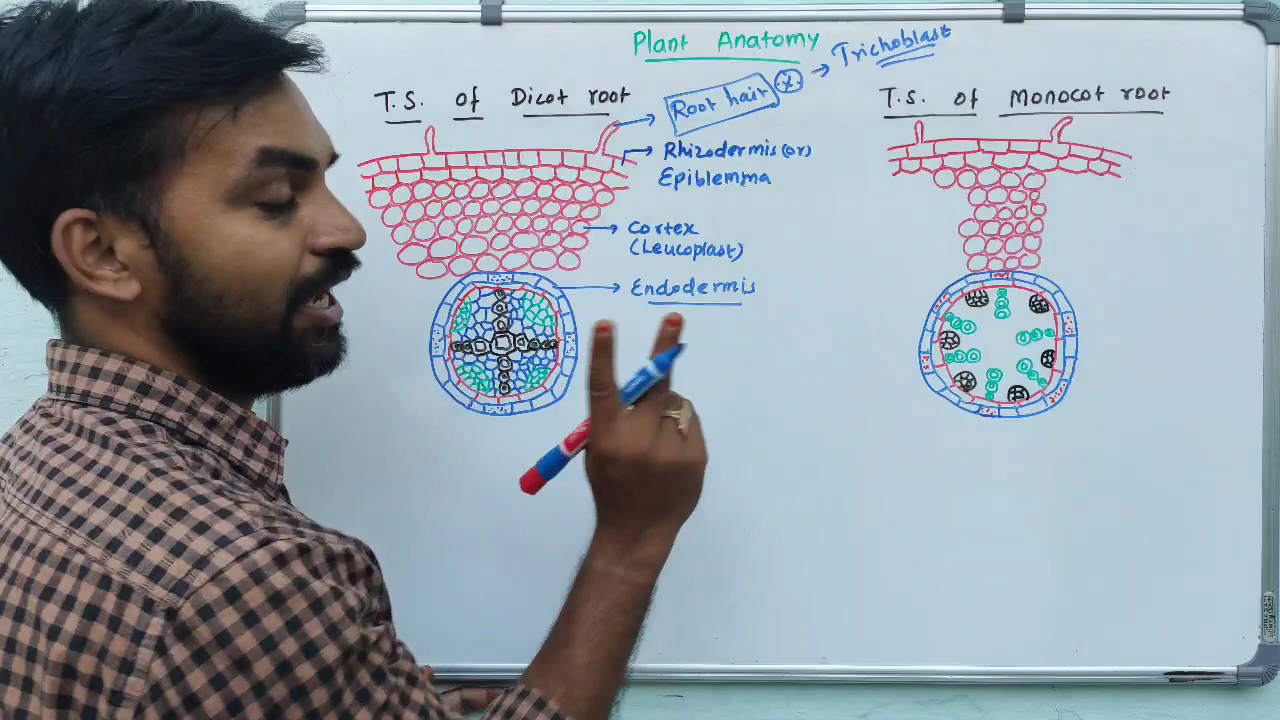 Plant Anatomy
T.S. of Dicot root
Root hair (x) → Trichoblast
Rhizodermis (or)
Epiblemma
Cortex
(Leucoplast)
Endodermis
T.S. of Monocot root